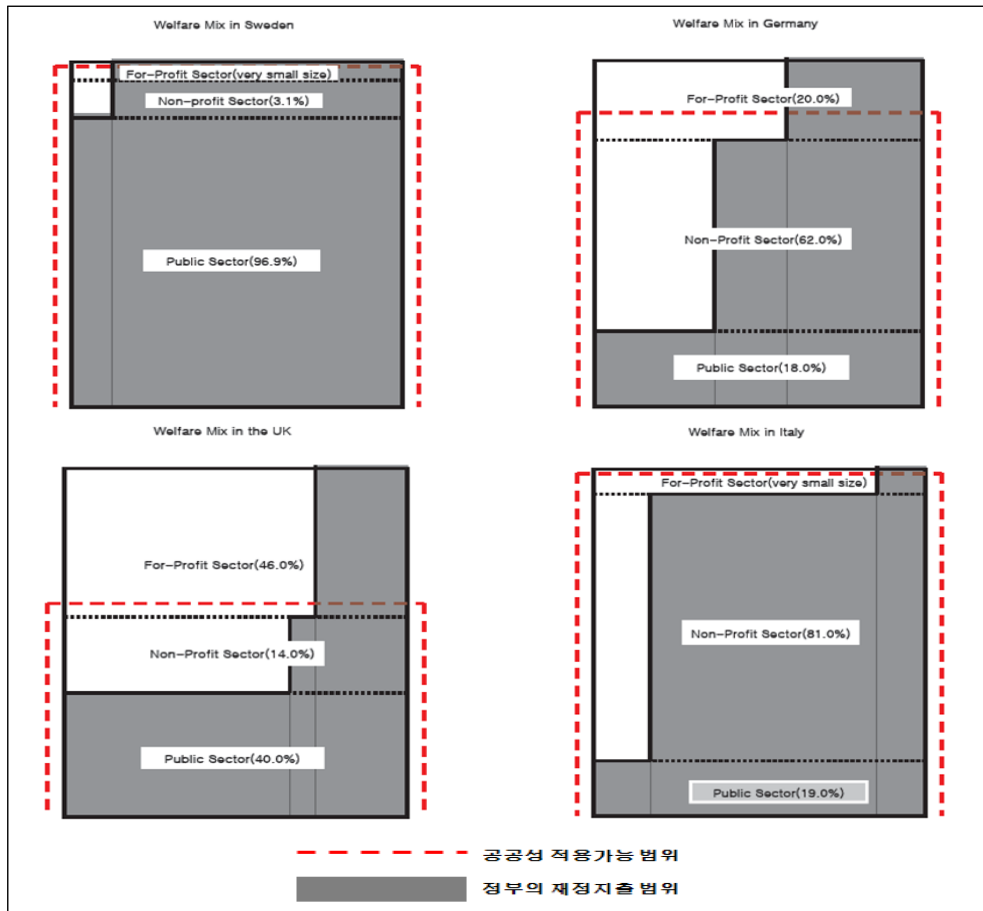 Welfare Mix in Sweden
For-Profit Sector(very small size)
Non-profit Sector(3.1%)
Public Sector(96.9%)
Welfare Mix in Germany
For-Profit Sector(20.0%)
Non-Profit Sector(62.0%)
Public Sector(18.0%)
Welfare Mix in the UK
For-Profit Sector(46.0%)
Non-Profit Sector(14.0%)
Public Sector(40.0%)
Welfare Mix in Italy
For-Profit Sector(very small size)
Non-Profit Sector(81.0%)
Public Sector(19.0%)
공공성 적용가능 범위
정부의 재정지출 범위